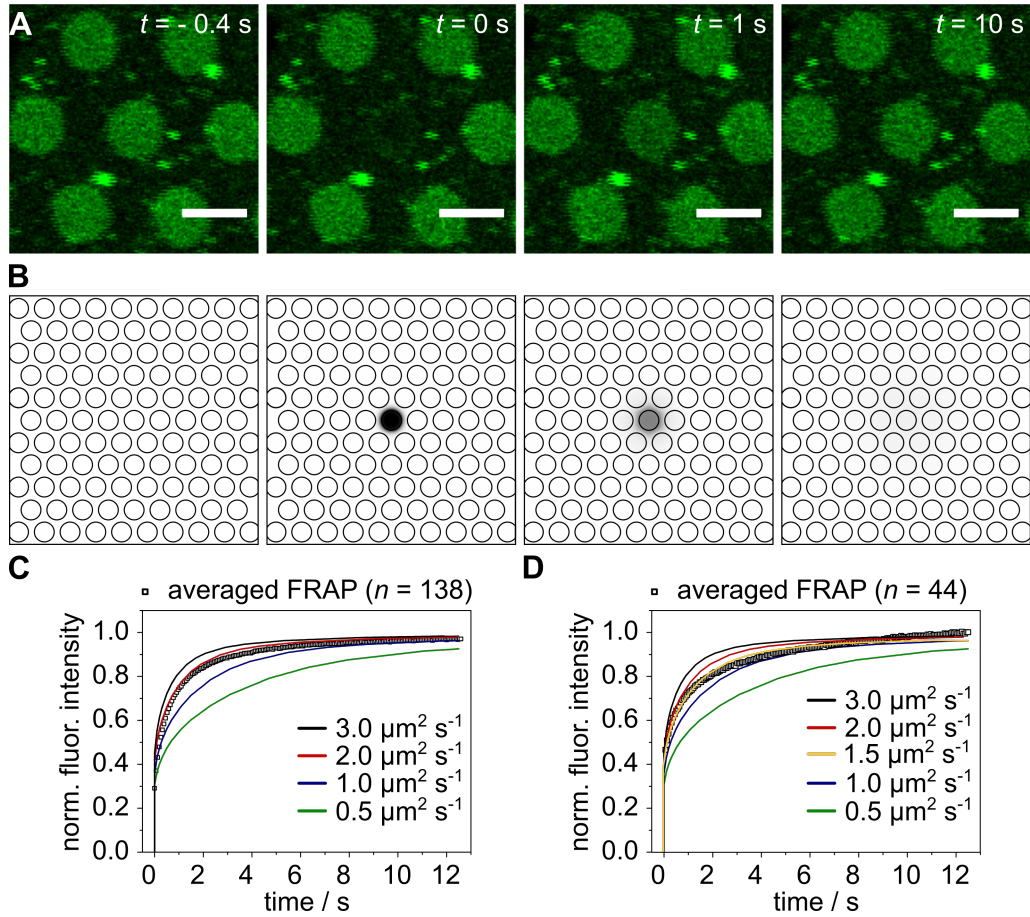 A
t = - 0.4 s
t = 0 s
t = 1 s
t = 10 s
B
C
averaged FRAP (n = 138)
norm. fluor. intensity
1.0
0.8
0.6
0.4
0.2
0.0
3.0 µm² s⁻¹
2.0 µm² s⁻¹
1.0 µm² s⁻¹
0.5 µm² s⁻¹
0 2 4 6 8 10 12
time / s
D
averaged FRAP (n = 44)
norm. fluor. intensity
1.0
0.8
0.6
0.4
0.2
0.0
3.0 µm² s⁻¹
2.0 µm² s⁻¹
1.5 µm² s⁻¹
1.0 µm² s⁻¹
0.5 µm² s⁻¹
0 2 4 6 8 10 12
time / s